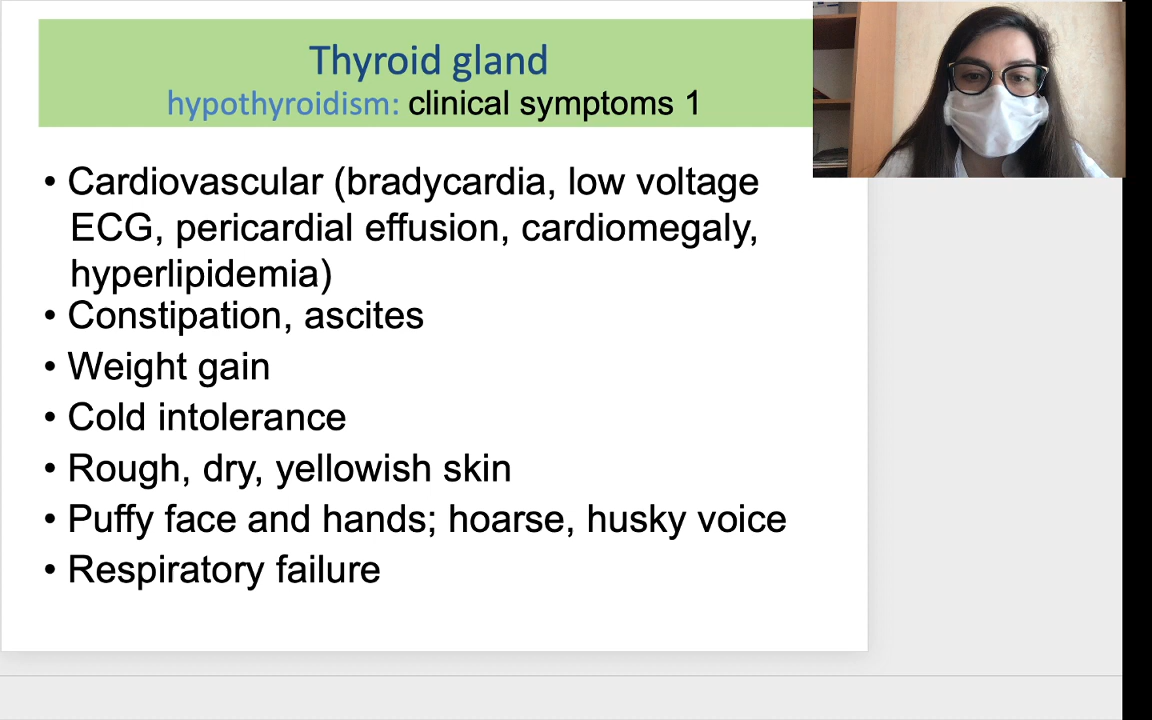 Thyroid gland
hypothyroidism: clinical symptoms 1
• Cardiovascular (bradycardia, low voltage
ECG, pericardial effusion, cardiomegaly,
hyperlipidemia)
• Constipation, ascites
• Weight gain
• Cold intolerance
• Rough, dry, yellowish skin
• Puffy face and hands; hoarse, husky voice
• Respiratory failure